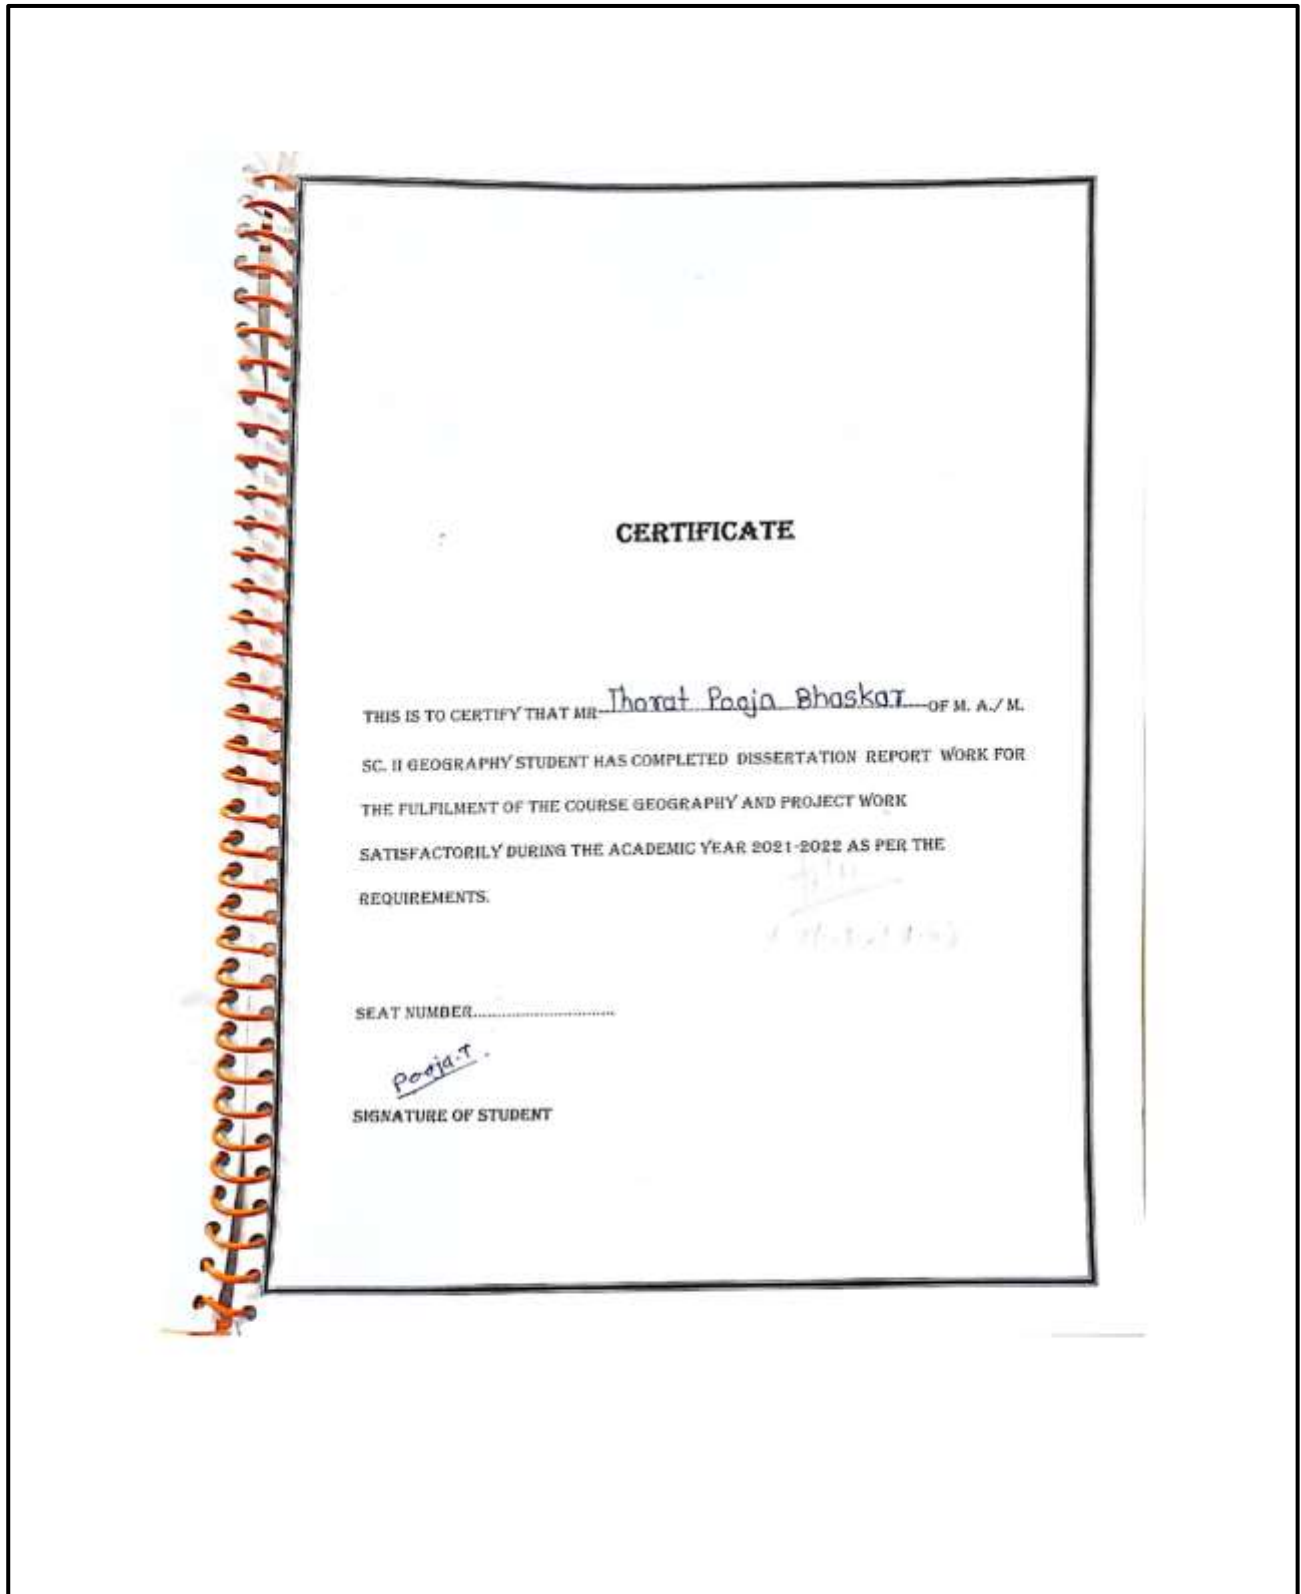 CERTIFICATE
THIS IS TO CERTIFY THAT MR Thorat Pooja Bhaskar OF M. A./ M.
SC. II GEOGRAPHY STUDENT HAS COMPLETED DISSERTATION REPORT WORK FOR
THE FULFILMENT OF THE COURSE GEOGRAPHY AND PROJECT WORK
SATISFACTORILY DURING THE ACADEMIC YEAR 2021-2022 AS PER THE
REQUIREMENTS.
SEAT NUMBER..............................
Pooja.T.
SIGNATURE OF STUDENT